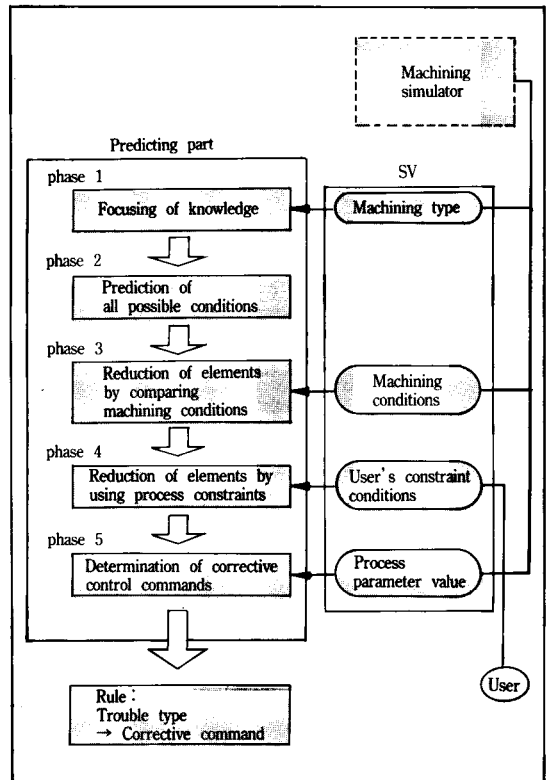 Machining
simulator
Predicting part
SV
phase 1
Focusing of knowledge
Machining type
phase 2
Prediction of
all possible conditions
phase 3
Reduction of elements
by comparing
machining conditions
Machining
conditions
phase 4
Reduction of elements by
using process constraints
User's constraint
conditions
phase 5
Determination of corrective
control commands
Process
parameter value
User
Rule :
Trouble type
→ Corrective command